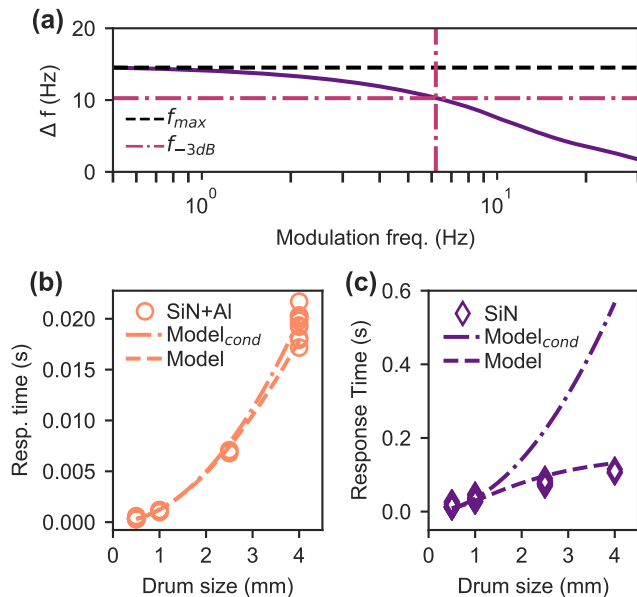 (a)
20
10
0
Δ f (Hz)
f_max
f_−3dB
10^0
10^1
Modulation freq. (Hz)
(b)
0.020
0.015
0.010
0.005
0.000
Resp. time (s)
SiN+Al
Model_cond
Model
0
1
2
3
4
Drum size (mm)
(c)
0.6
0.4
0.2
0.0
Response Time (s)
SiN
Model_cond
Model
0
1
2
3
4
Drum size (mm)